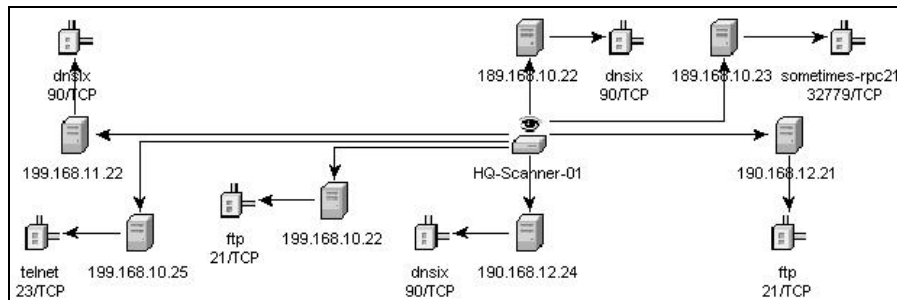 dnsix
90/TCP
189.168.10.22
dnsix
90/TCP
189.168.10.23
sometimes-rpc21
32779/TCP
199.168.11.22
HQ-Scanner-01
190.168.12.21
telnet
23/TCP
199.168.10.25
ftp
21/TCP
199.168.10.22
dnsix
90/TCP
190.168.12.24
ftp
21/TCP